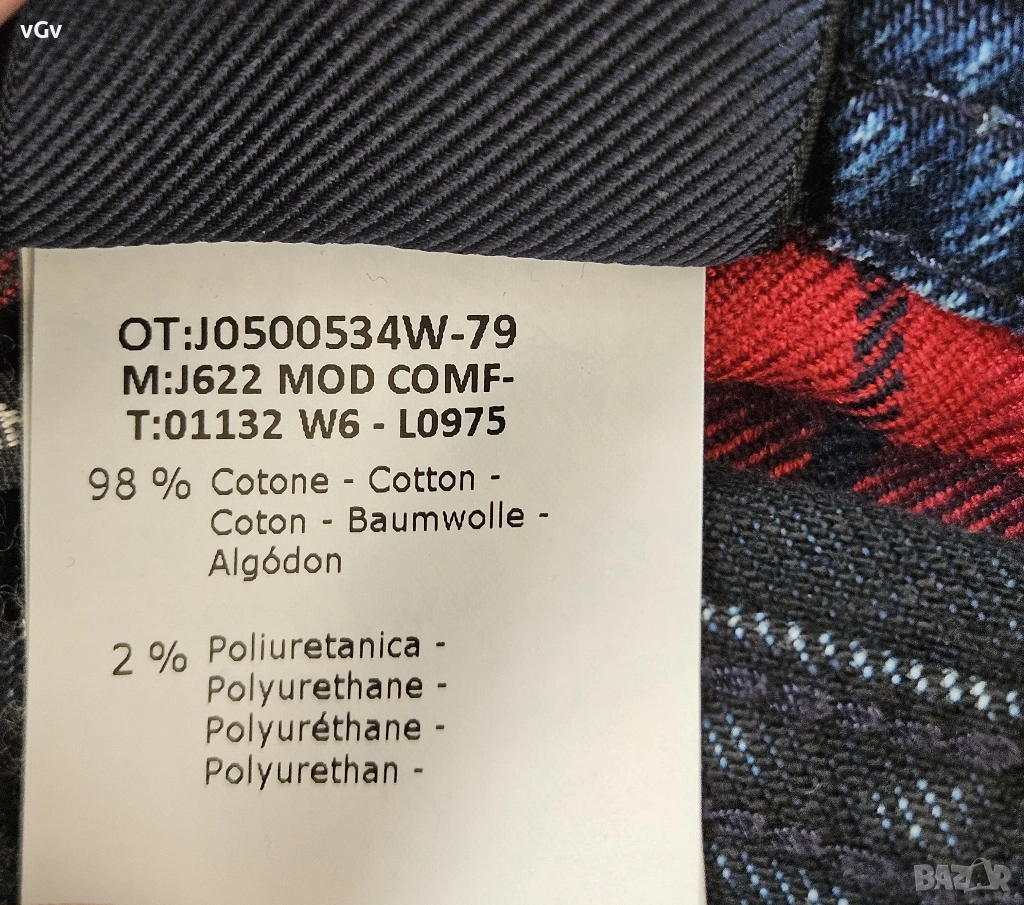 vGv
OT:J0500534W-79
M:J622 MOD COMF-
T:01132 W6 - L0975
98 % Cotone - Cotton -
Coton - Baumwolle -
Algódon
2 % Poliuretanica -
Polyurethane -
Polyuréthane -
Polyurethan -
BAZAR